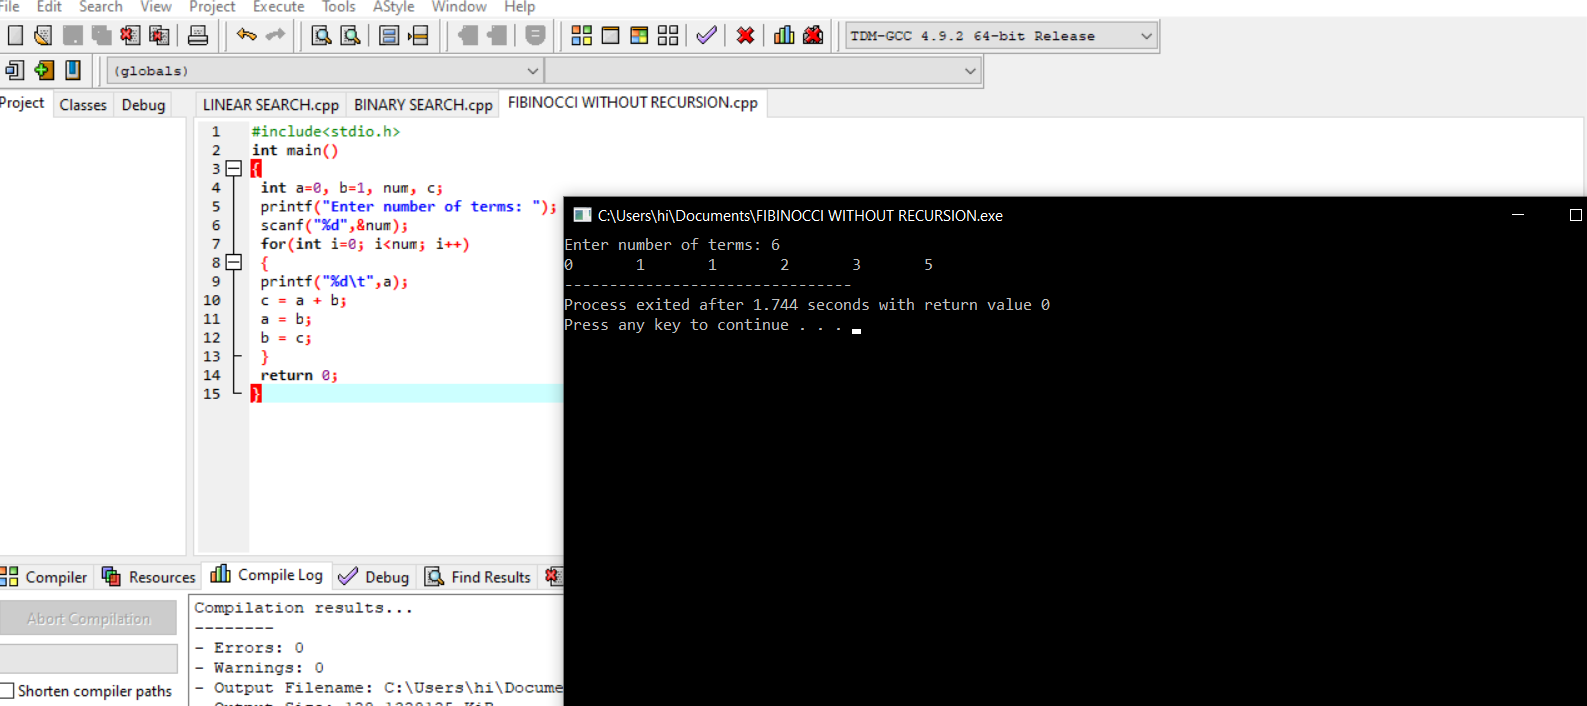 File Edit Search View Project Execute Tools AStyle Window Help
TDM-GCC 4.9.2 64-bit Release
(globals)
Project Classes Debug
LINEAR SEARCH.cpp BINARY SEARCH.cpp FIBINOCCI WITHOUT RECURSION.cpp
1 #include<stdio.h>
2 int main()
3 {
4 int a=0, b=1, num, c;
5 printf("Enter number of terms: ");
6 scanf("%d",&num);
7 for(int i=0; i<num; i++)
8 {
9 printf("%d\t",a);
10 c = a + b;
11 a = b;
12 b = c;
13 }
14 return 0;
15 }
C:\Users\hi\Documents\FIBINOCCI WITHOUT RECURSION.exe
Enter number of terms: 6
0 1 1 2 3 5
--------------------------------
Process exited after 1.744 seconds with return value 0
Press any key to continue . . .
Compiler Resources Compile Log Debug Find Results
Abort Compilation
Shorten compiler paths
Compilation results...
--------
- Errors: 0
- Warnings: 0
- Output Filename: C:\Users\hi\Docume